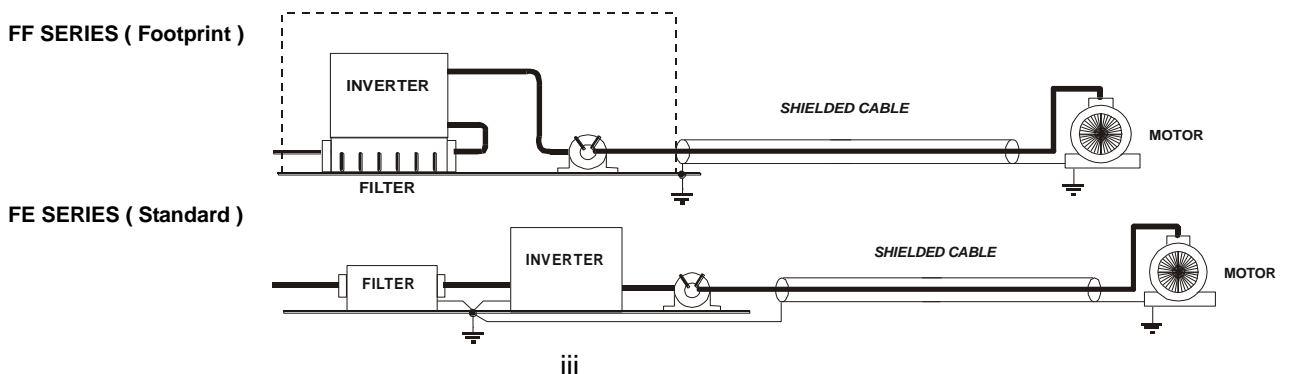 FF SERIES ( Footprint )
INVERTER
SHIELDED CABLE
MOTOR
FILTER
FE SERIES ( Standard )
INVERTER
SHIELDED CABLE
FILTER
MOTOR
iii